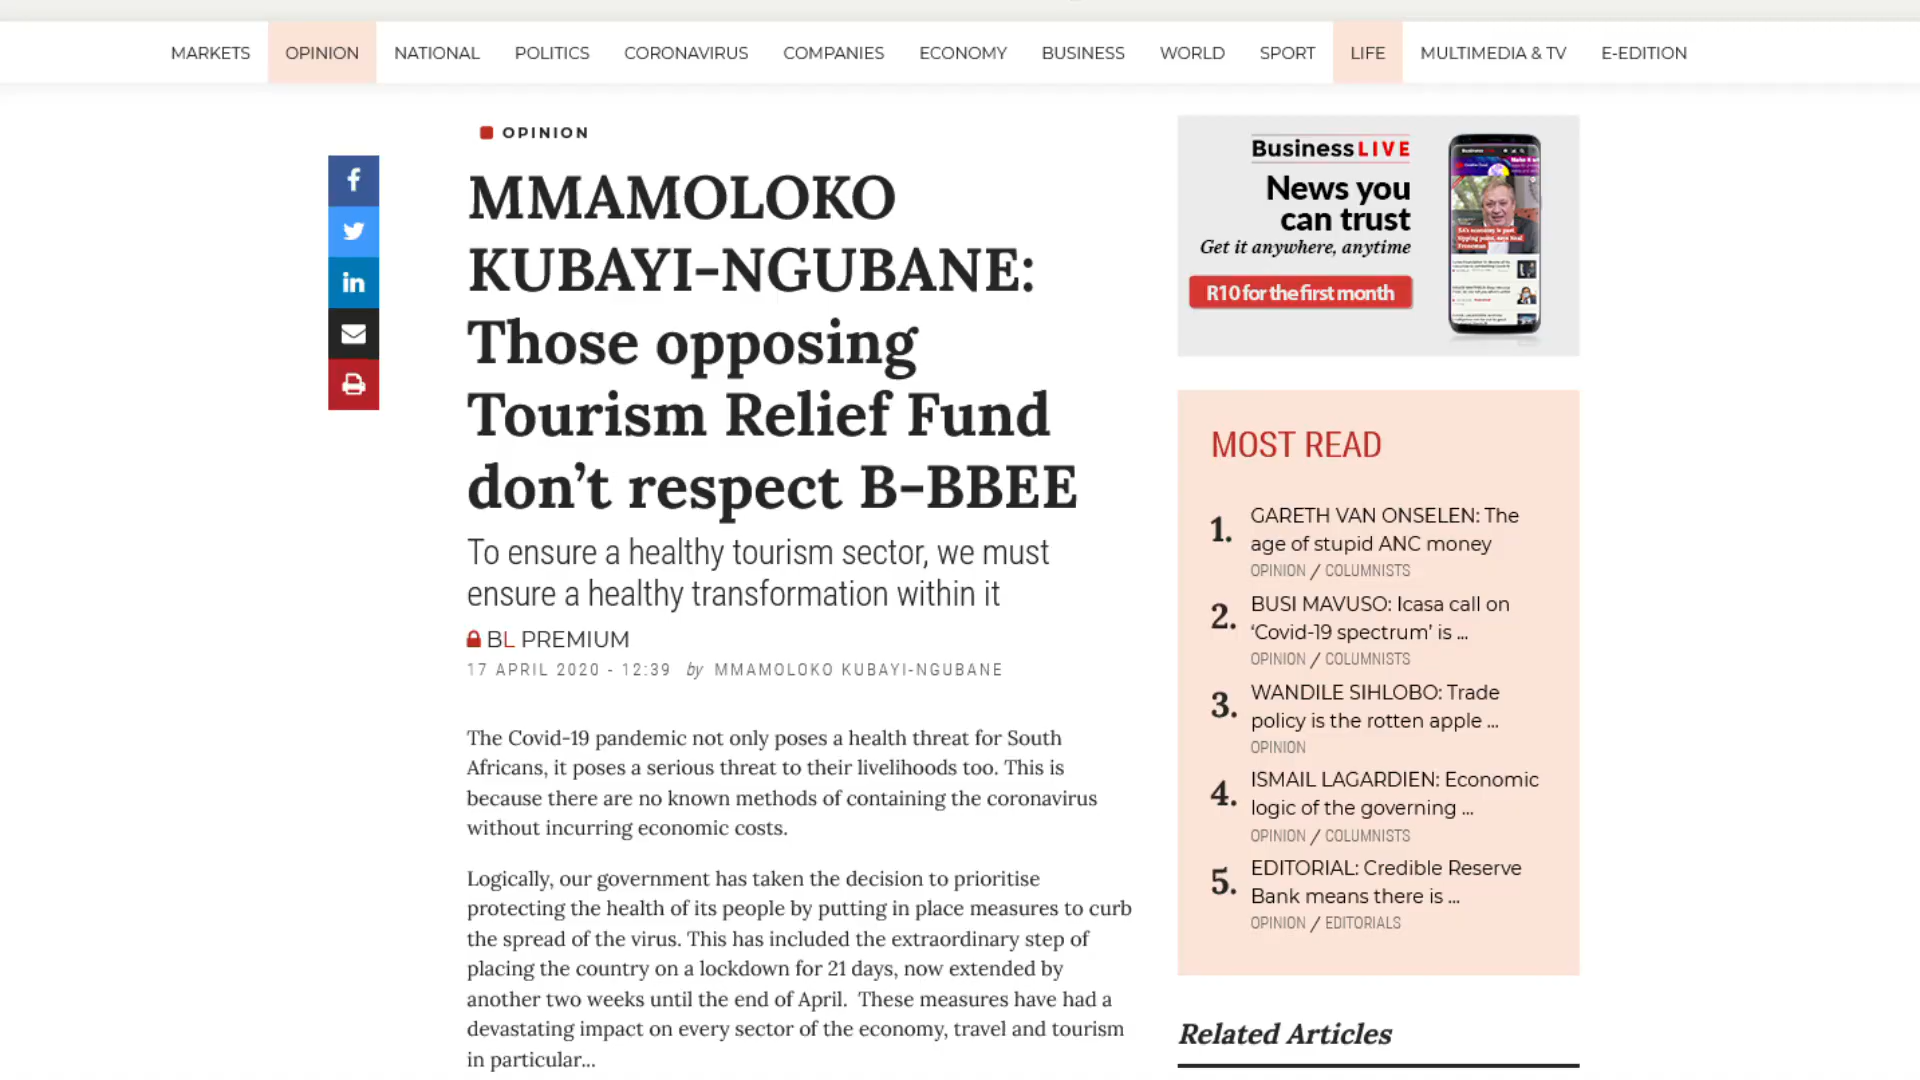 MARKETS OPINION NATIONAL POLITICS CORONAVIRUS COMPANIES ECONOMY BUSINESS WORLD SPORT LIFE MULTIMEDIA & TV E-EDITION
OPINION
MMAMOLOKO
KUBAYI-NGUBANE:
Those opposing
Tourism Relief Fund
don’t respect B-BBEE
To ensure a healthy tourism sector, we must
ensure a healthy transformation within it
BL PREMIUM
17 APRIL 2020 - 12:39 by MMAMOLOKO KUBAYI-NGUBANE
The Covid-19 pandemic not only poses a health threat for South
Africans, it poses a serious threat to their livelihoods too. This is
because there are no known methods of containing the coronavirus
without incurring economic costs.
Logically, our government has taken the decision to prioritise
protecting the health of its people by putting in place measures to curb
the spread of the virus. This has included the extraordinary step of
placing the country on a lockdown for 21 days, now extended by
another two weeks until the end of April. These measures have had a
devastating impact on every sector of the economy, travel and tourism
in particular...
BusinessLIVE
News you
can trust
Get it anywhere, anytime
R10 for the first month
MOST READ
1. GARETH VAN ONSELEN: The
age of stupid ANC money
OPINION / COLUMNISTS
2. BUSI MAVUSO: Icasa call on
‘Covid-19 spectrum’ is ...
OPINION / COLUMNISTS
3. WANDILE SIHLOBO: Trade
policy is the rotten apple ...
OPINION
4. ISMAIL LAGARDIEN: Economic
logic of the governing ...
OPINION / COLUMNISTS
5. EDITORIAL: Credible Reserve
Bank means there is ...
OPINION / EDITORIALS
Related Articles